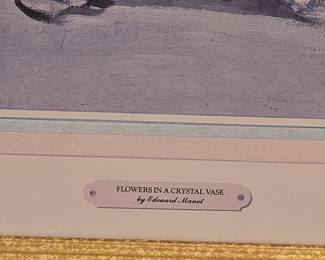 FLOWERS IN A CRYSTAL VASE
by Edouard Manet